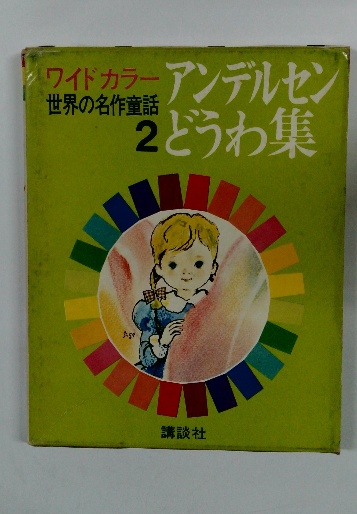 ワイドカラー
世界の名作童話
2
アンデルセン
どうわ集
講談社